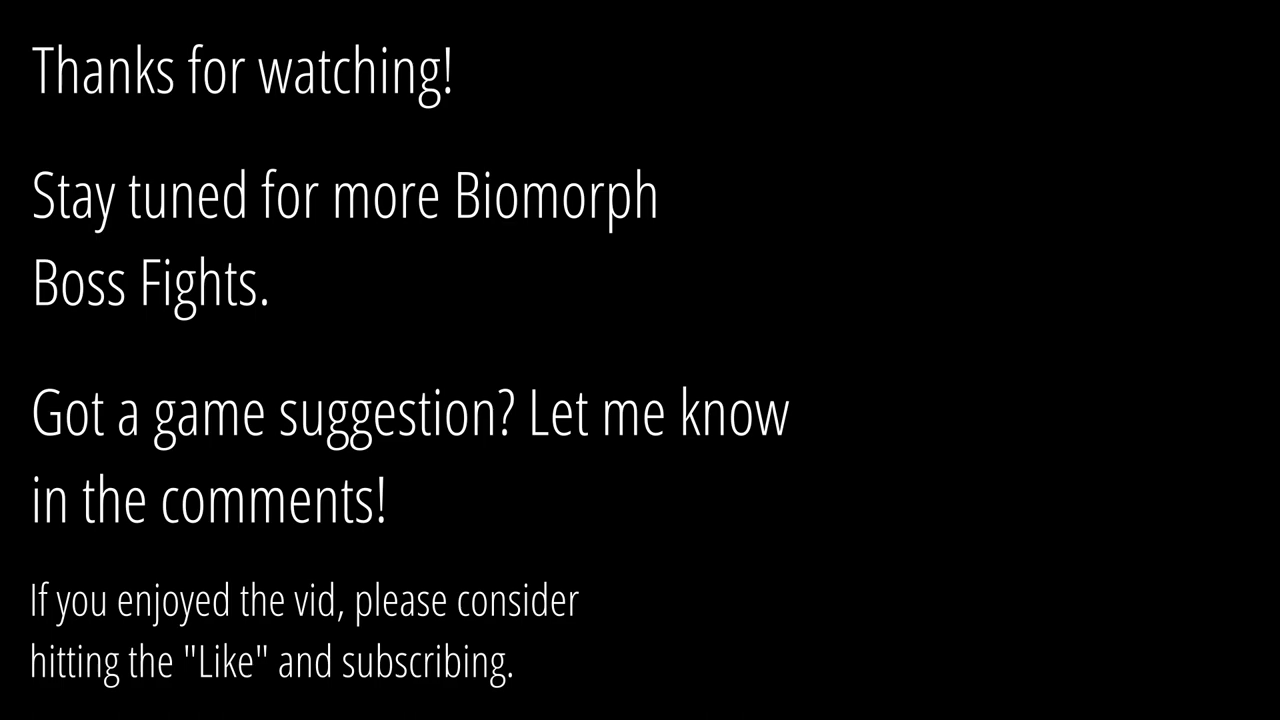 Thanks for watching!
Stay tuned for more Biomorph
Boss Fights.
Got a game suggestion? Let me know
in the comments!
If you enjoyed the vid, please consider
hitting the "Like" and subscribing.